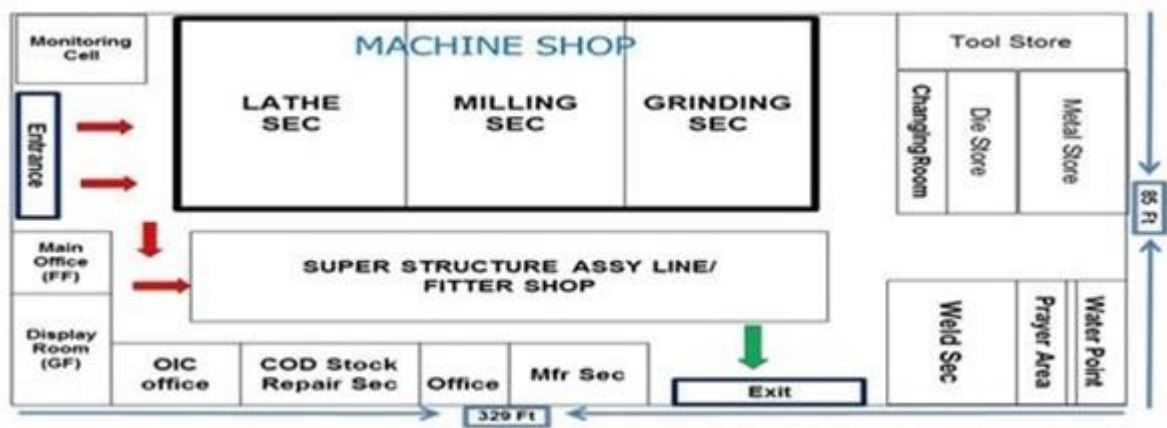 Monitoring
Cell
MACHINE SHOP
LATHE
SEC
MILLING
SEC
GRINDING
SEC
Tool Store
Changing Room
Die Store
Metal Store
Entrance
85 Ft
Main
Office
(FF)
SUPER STRUCTURE ASSY LINE/
FITTER SHOP
Display
Room
(GF)
OIC
office
COD Stock
Repair Sec
Office
Mfr Sec
Exit
Weld Sec
Prayer Area
Water Point
329 Ft